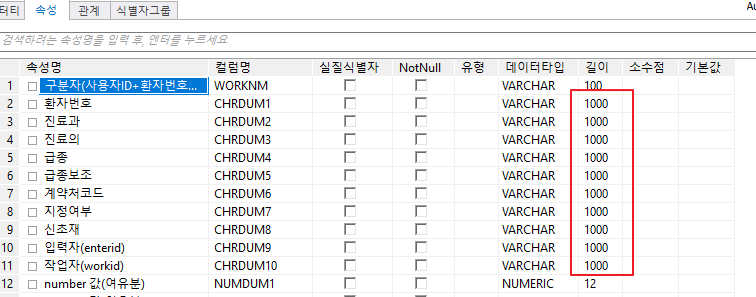 터티 속성 관계 식별자그룹
검색하려는 속성명을 입력 후, 엔터를 누르세요
속성명 컬럼명 실질식별자 NotNull 유형 데이터타입 길이 소수점 기본값
1 구분자(사용자ID+환자번호... WORKNM VARCHAR 100
2 환자번호 CHRDUM1 VARCHAR 1000
3 진료과 CHRDUM2 VARCHAR 1000
4 진료의 CHRDUM3 VARCHAR 1000
5 급종 CHRDUM4 VARCHAR 1000
6 급종보조 CHRDUM5 VARCHAR 1000
7 계약처코드 CHRDUM6 VARCHAR 1000
8 지정여부 CHRDUM7 VARCHAR 1000
9 신초재 CHRDUM8 VARCHAR 1000
10 입력자(enterid) CHRDUM9 VARCHAR 1000
11 작업자(workid) CHRDUM10 VARCHAR 1000
12 number 값(여유분) NUMDUM1 NUMERIC 12